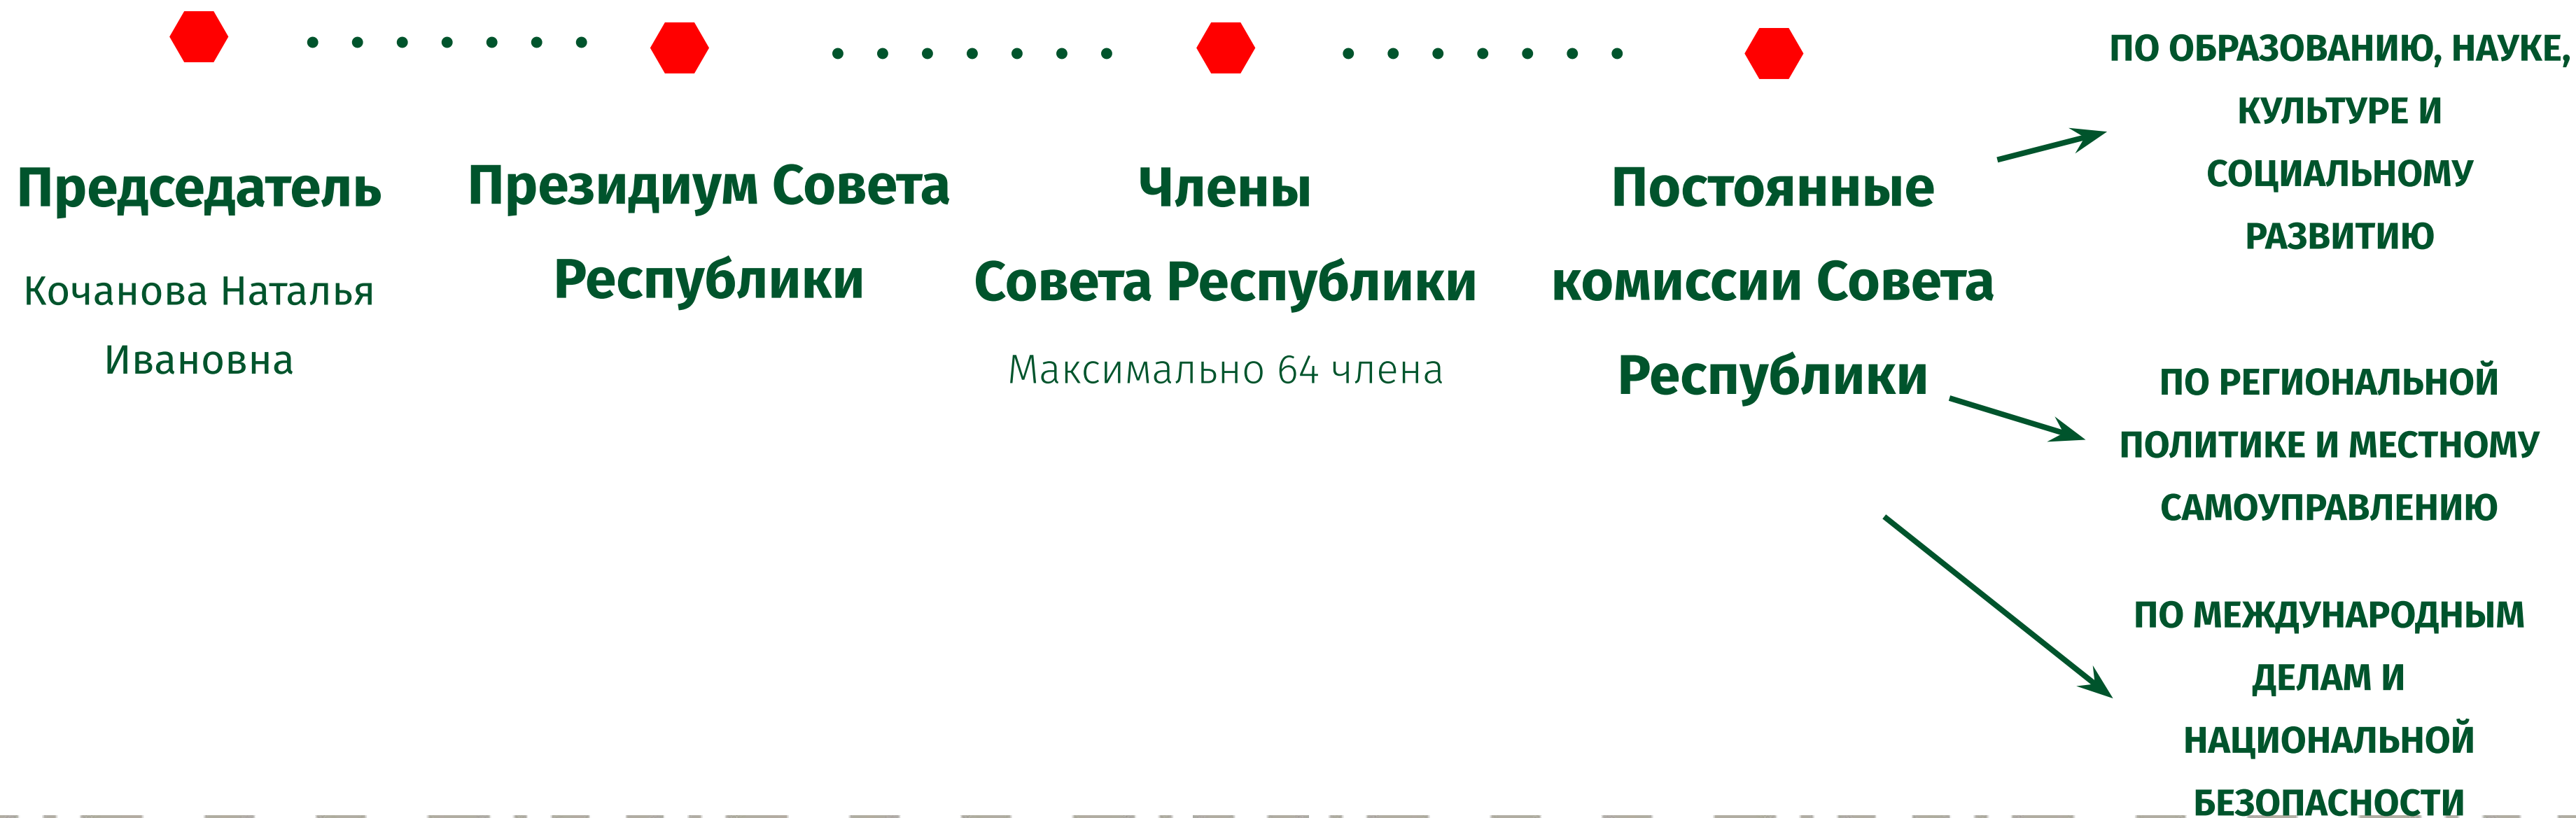 Председатель
Кочанова Наталья
Ивановна
Президиум Совета
Республики
Члены
Совета Республики
Максимально 64 члена
Постоянные
комиссии Совета
Республики
ПО ОБРАЗОВАНИЮ, НАУКЕ,
КУЛЬТУРЕ И
СОЦИАЛЬНОМУ
РАЗВИТИЮ
ПО РЕГИОНАЛЬНОЙ
ПОЛИТИКЕ И МЕСТНОМУ
САМОУПРАВЛЕНИЮ
ПО МЕЖДУНАРОДНЫМ
ДЕЛАМ И
НАЦИОНАЛЬНОЙ
БЕЗОПАСНОСТИ